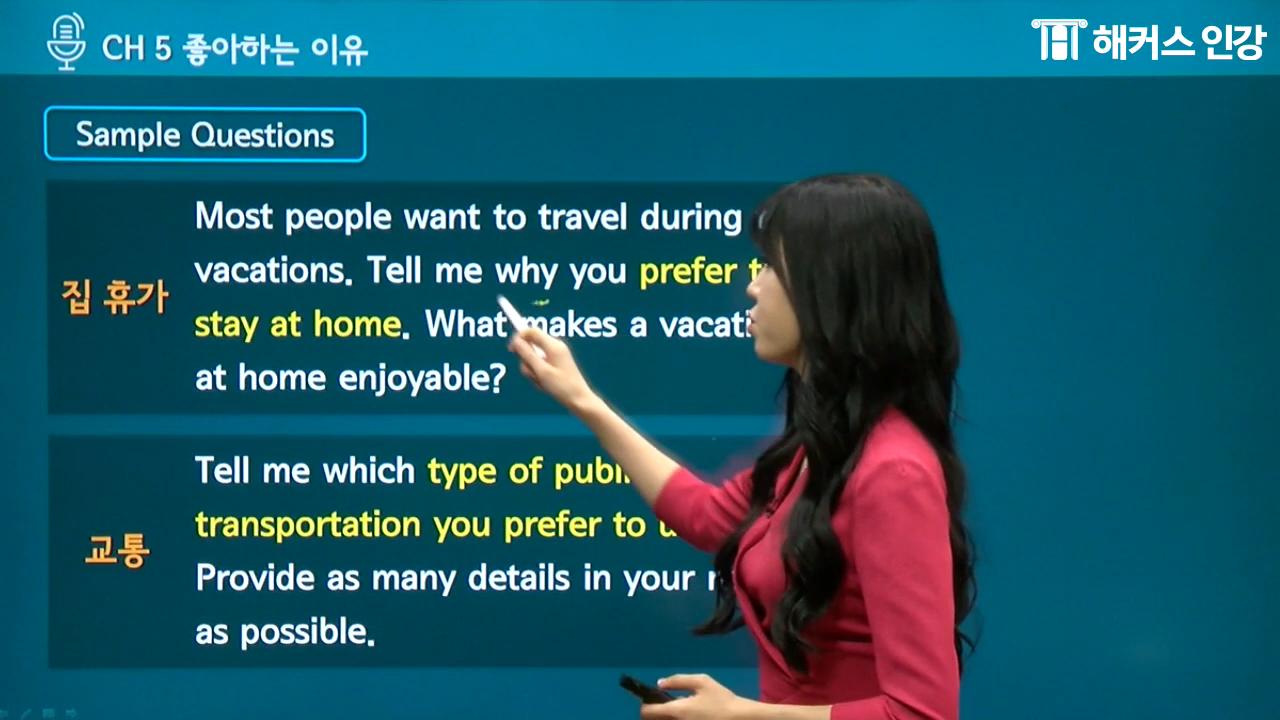 CH 5 좋아하는 이유
해커스 인강
Sample Questions
집 휴가
Most people want to travel during
vacations. Tell me why you prefer
stay at home. What makes a
at home enjoyable?
교통
Tell me which type of
transportation you prefer to
Provide as many details in your
as possible.